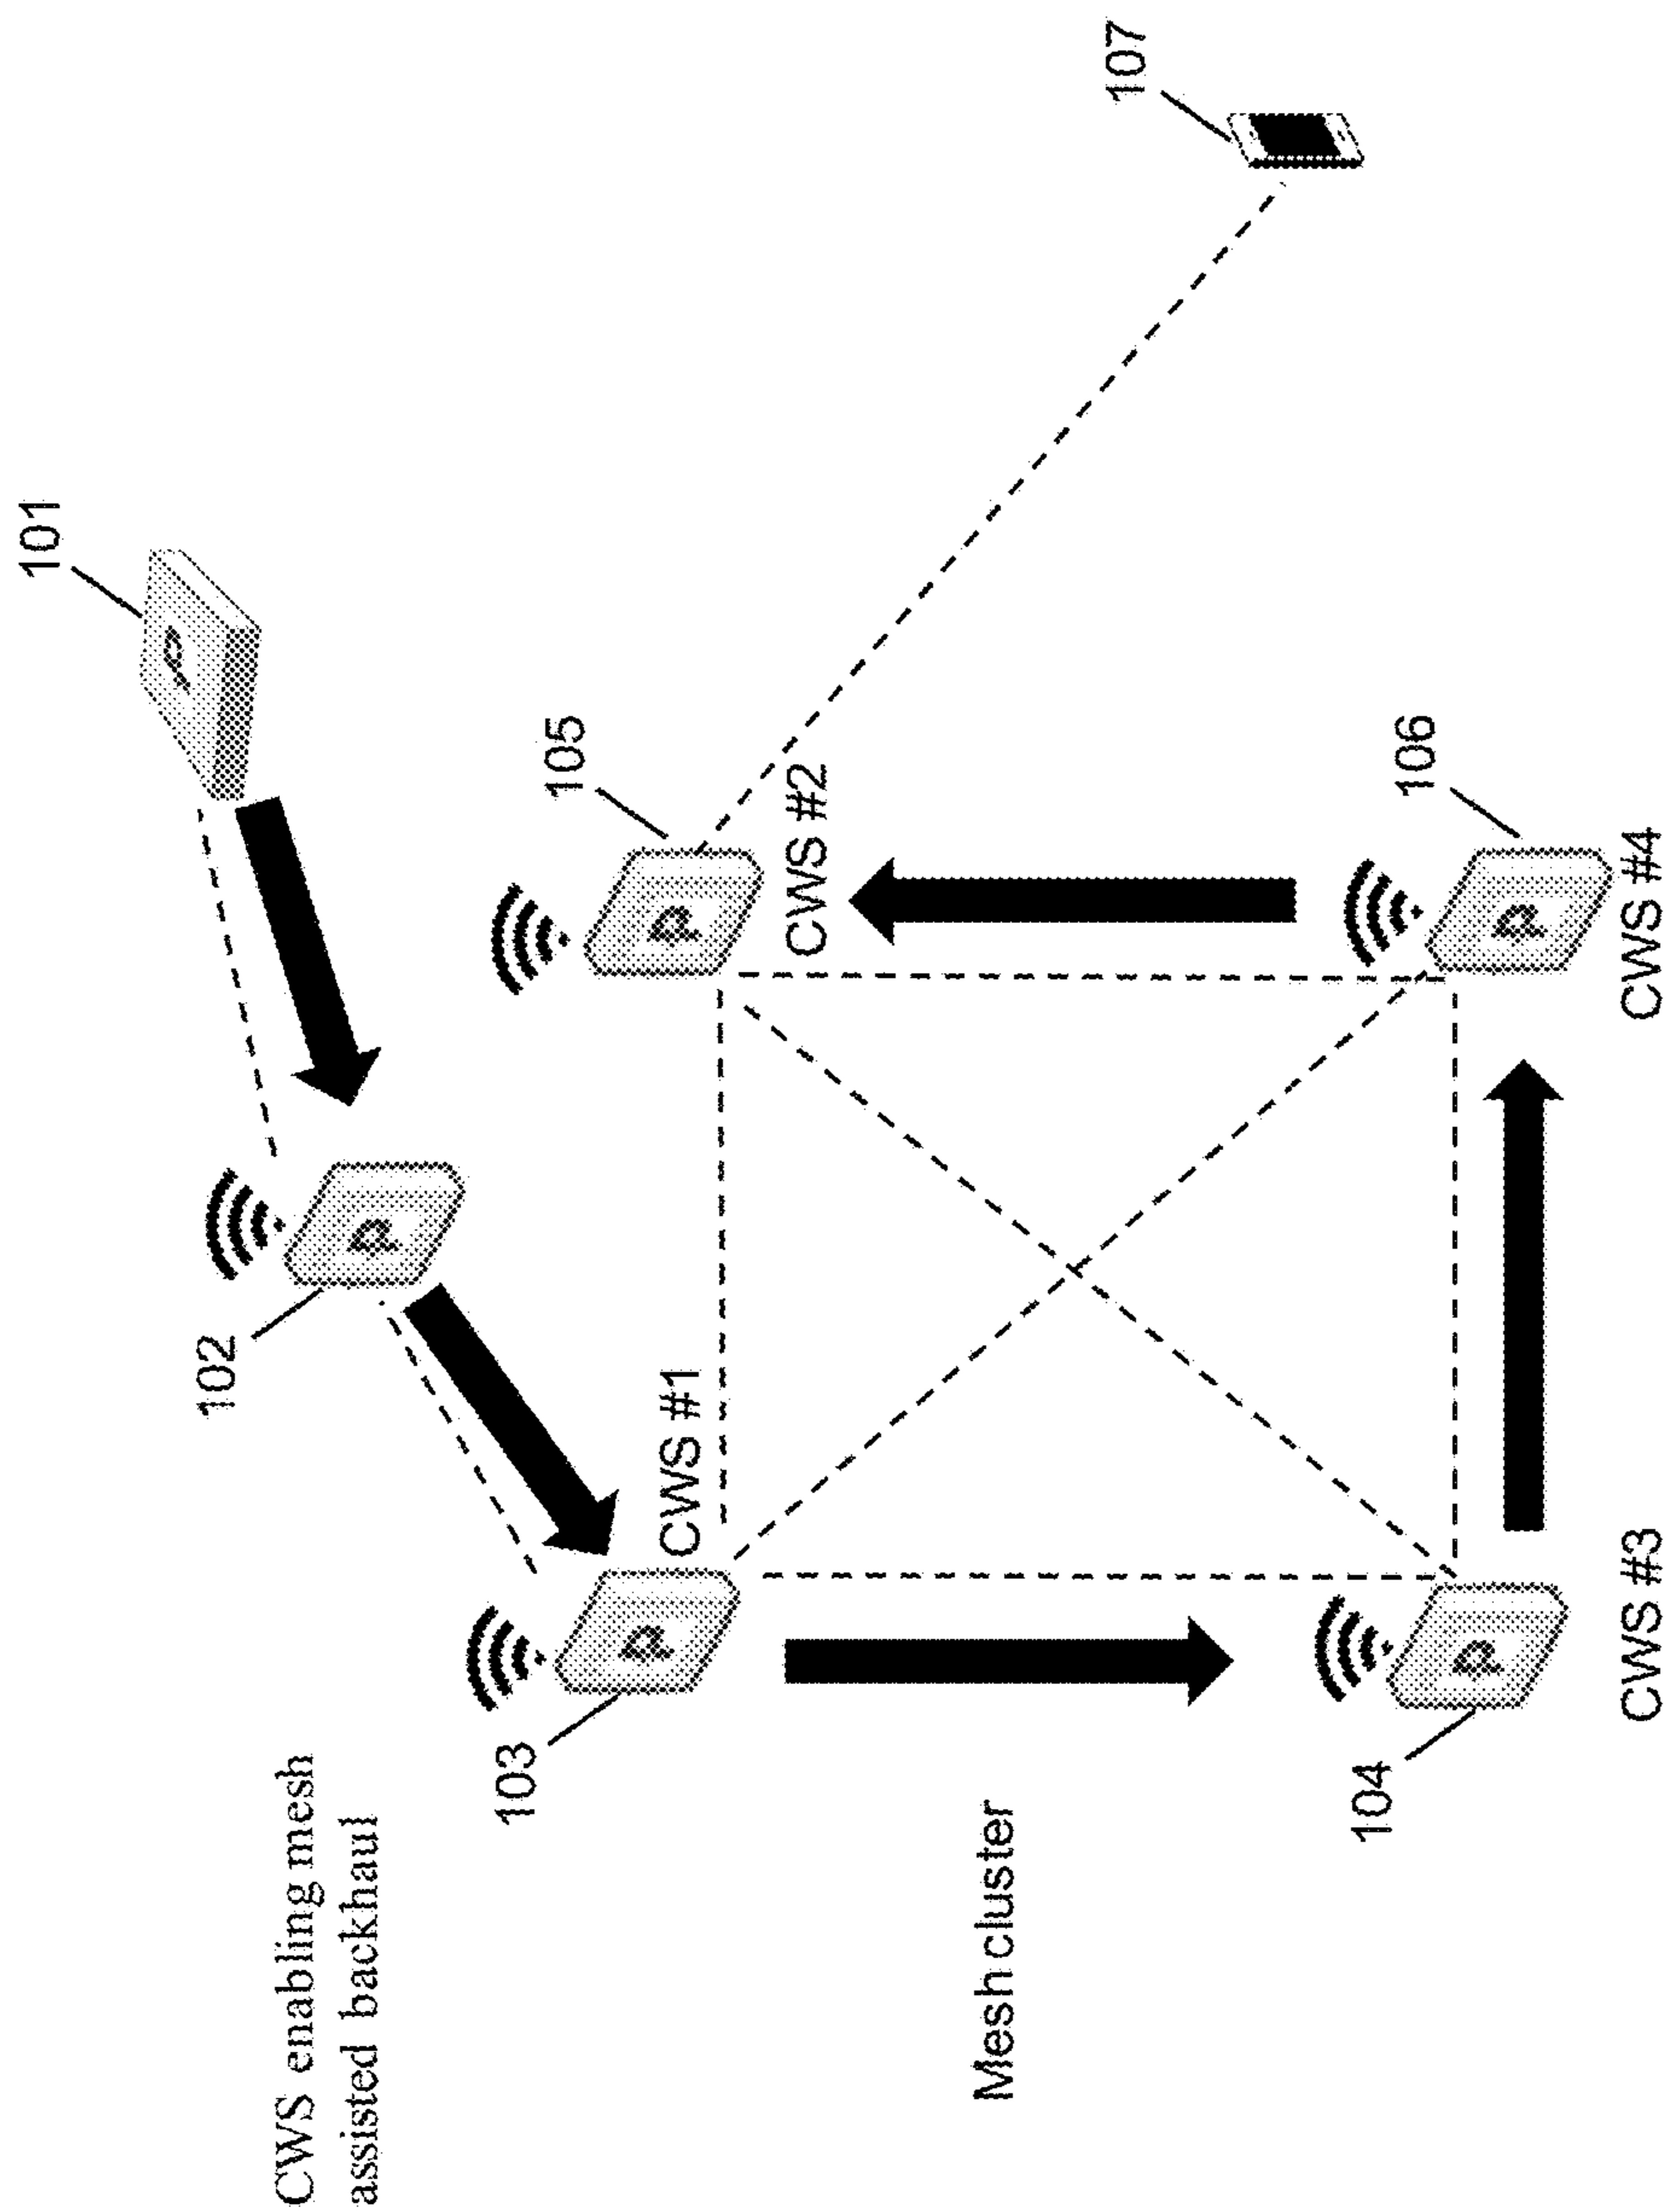 CWS enabling mesh
assisted backhaul
Mesh cluster
101
102
103
CWS #1
105
CWS #2
104
CWS #3
106
CWS #4
107